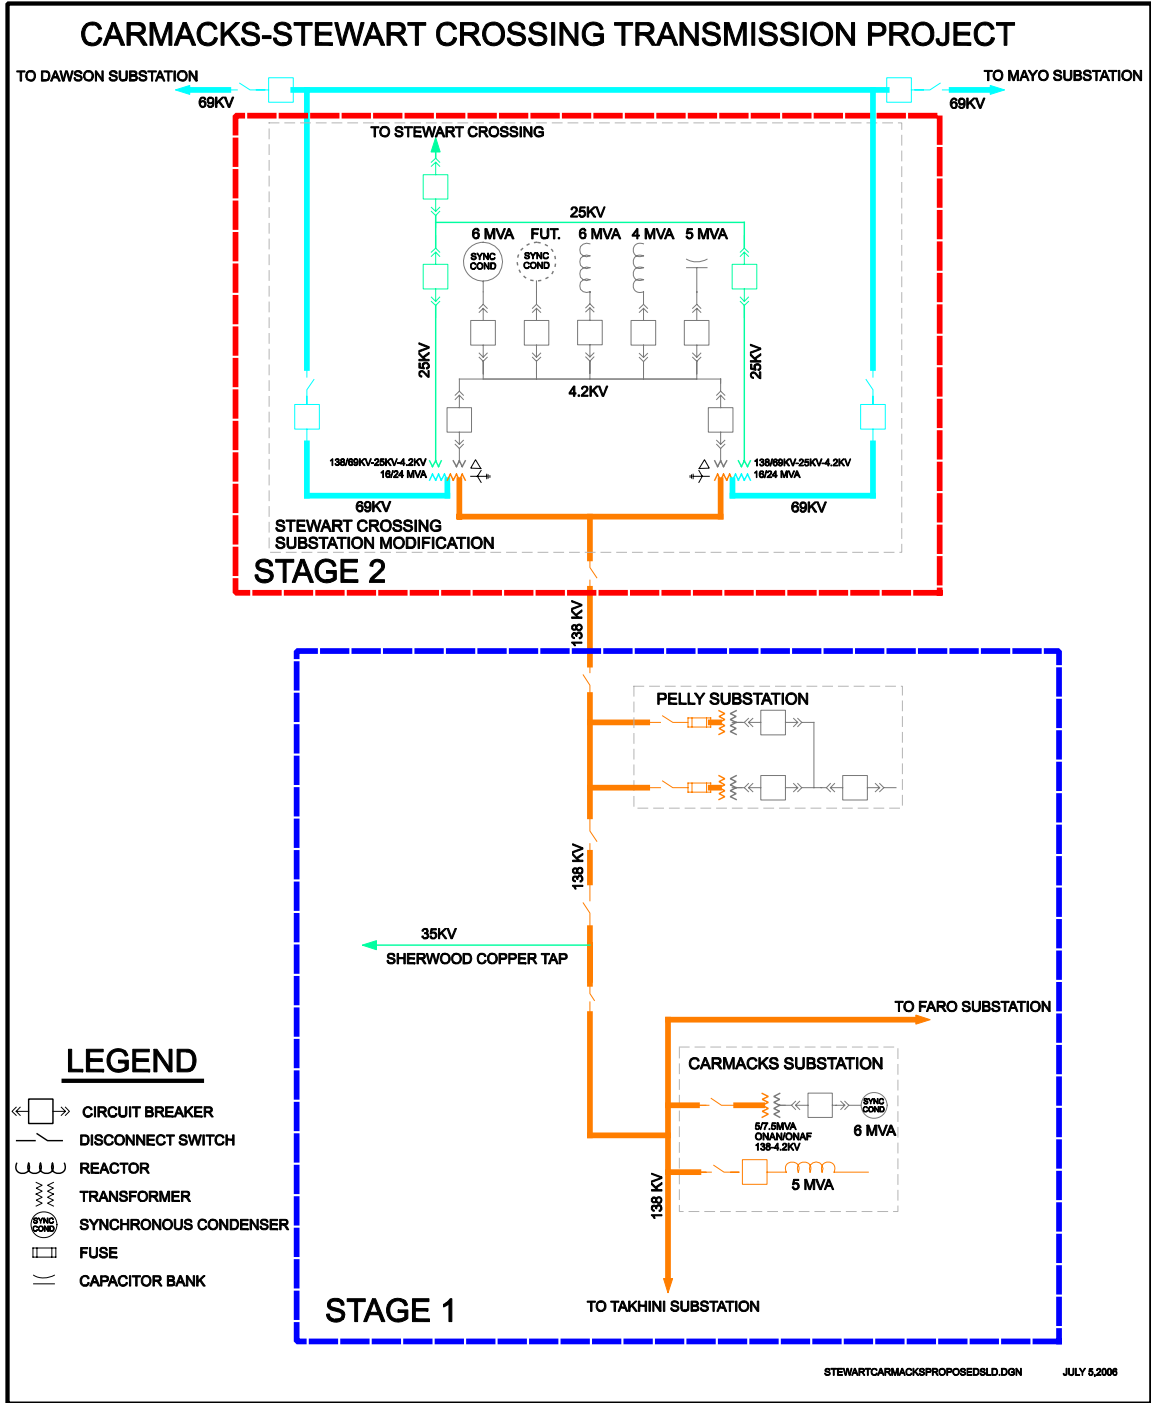 CARMACKS-STEWART CROSSING TRANSMISSION PROJECT
TO DAWSON SUBSTATION
TO MAYO SUBSTATION
69KV
69KV
TO STEWART CROSSING
25KV
6 MVA
FUT.
6 MVA
4 MVA
5 MVA
SYNC
COND
SYNC
COND
25KV
25KV
4.2KV
138/69KV-25KV-4.2KV
16/24 MVA
138/69KV-25KV-4.2KV
16/24 MVA
69KV
69KV
STEWART CROSSING
SUBSTATION MODIFICATION
STAGE 2
138 KV
PELLY SUBSTATION
138 KV
35KV
SHERWOOD COPPER TAP
TO FARO SUBSTATION
CARMACKS SUBSTATION
SYNC
COND
5/7.5MVA
ONAN/ONAF
138-4.2KV
6 MVA
5 MVA
138 KV
TO TAKHINI SUBSTATION
STAGE 1
LEGEND
CIRCUIT BREAKER
DISCONNECT SWITCH
REACTOR
TRANSFORMER
SYNC
COND
SYNCHRONOUS CONDENSER
FUSE
CAPACITOR BANK
STEWARTCARMACKSPROPOSEDSLD.DGN
JULY 5,2006